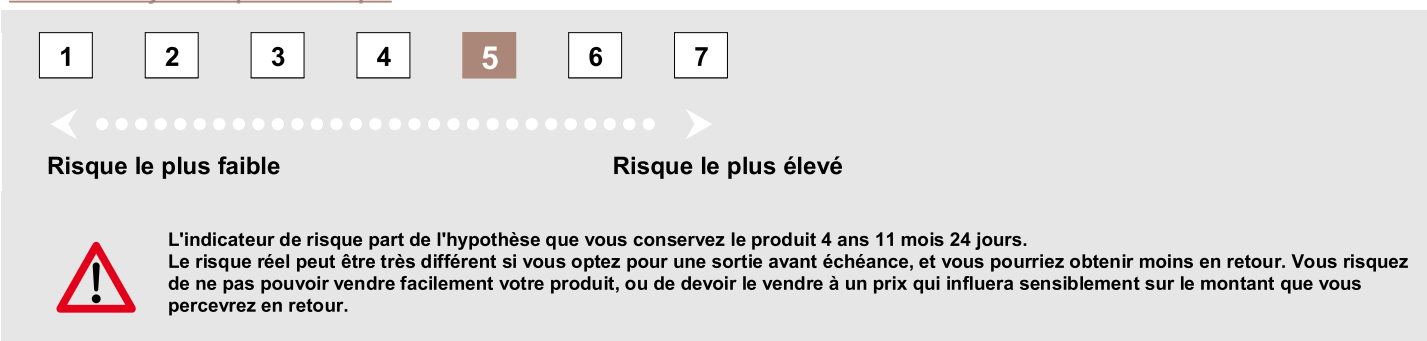 1 2 3 4 5 6 7
Risque le plus faible Risque le plus élevé
L'indicateur de risque part de l'hypothèse que vous conservez le produit 4 ans 11 mois 24 jours.
Le risque réel peut être très différent si vous optez pour une sortie avant échéance, et vous pourriez obtenir moins en retour. Vous risquez
de ne pas pouvoir vendre facilement votre produit, ou de devoir le vendre à un prix qui influera sensiblement sur le montant que vous
percevrez en retour.